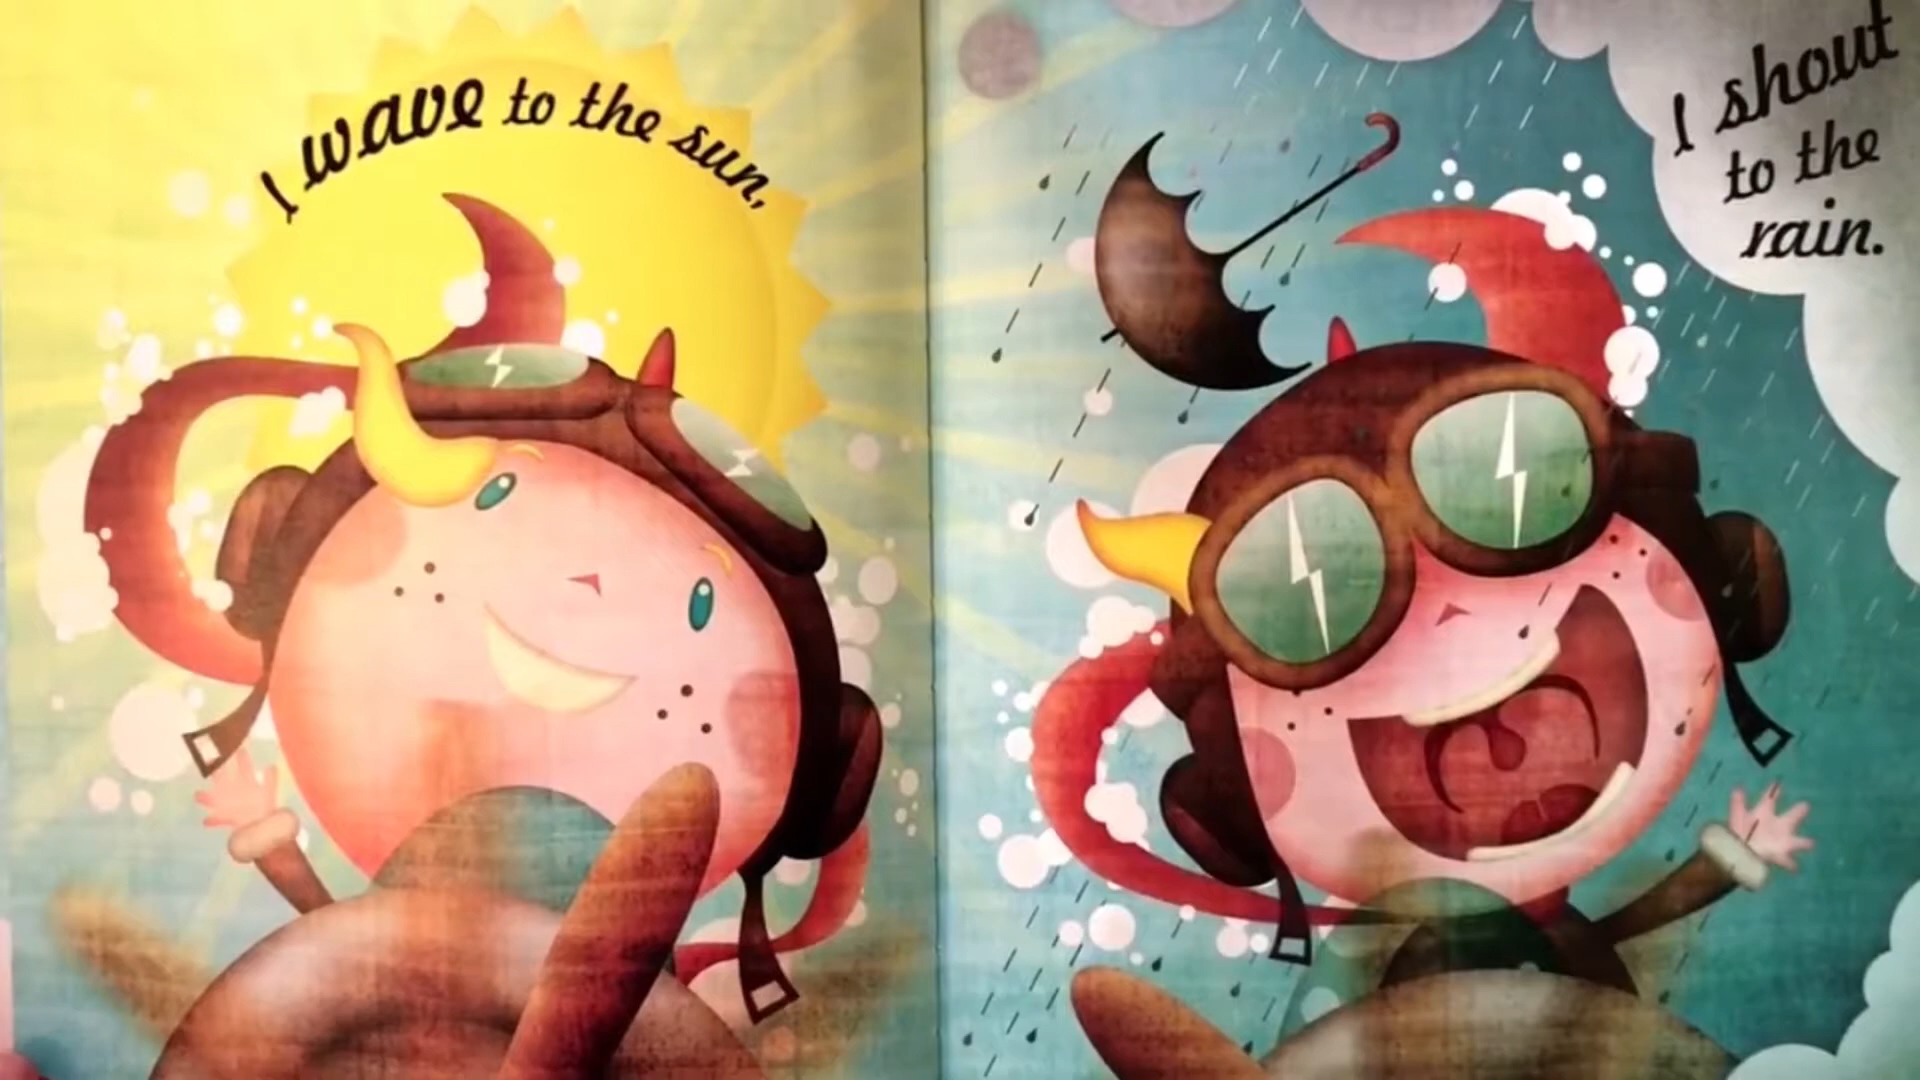 I wave to the sun,
I shout
to the
rain.